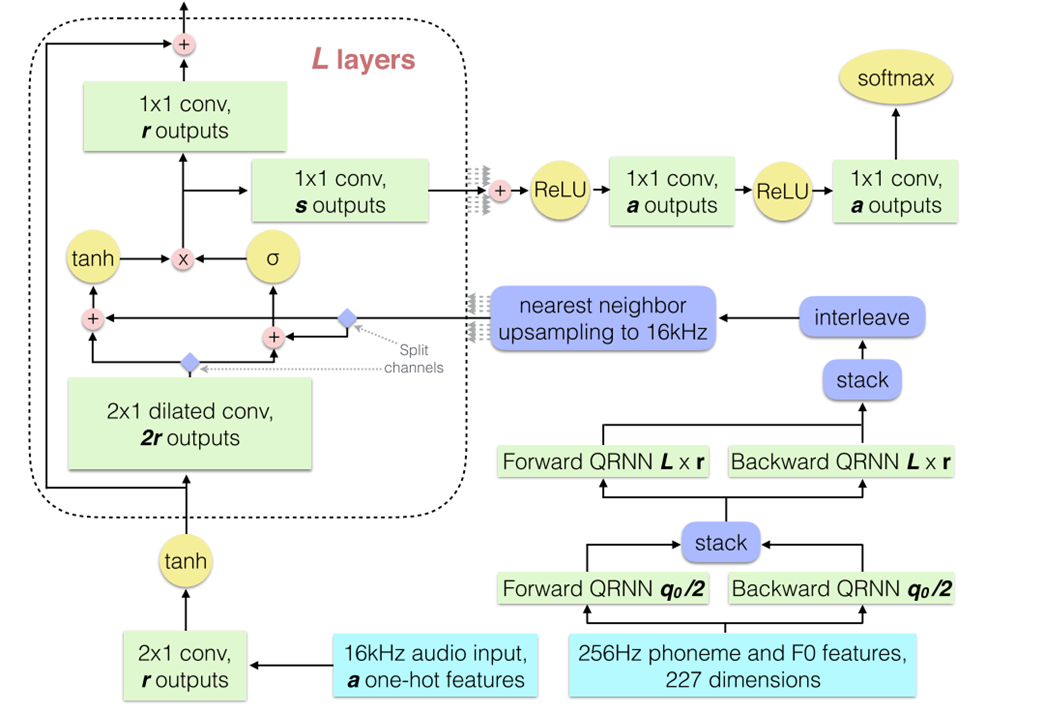 +
L layers
softmax
1x1 conv,
r outputs
1x1 conv,
s outputs
+
ReLU
1x1 conv,
a outputs
ReLU
1x1 conv,
a outputs
tanh
x
σ
+
+
Split
channels
nearest neighbor
upsampling to 16kHz
interleave
stack
2x1 dilated conv,
2r outputs
Forward QRNN L x r
Backward QRNN L x r
stack
tanh
Forward QRNN q₀/2
Backward QRNN q₀/2
2x1 conv,
r outputs
16kHz audio input,
a one-hot features
256Hz phoneme and F0 features,
227 dimensions